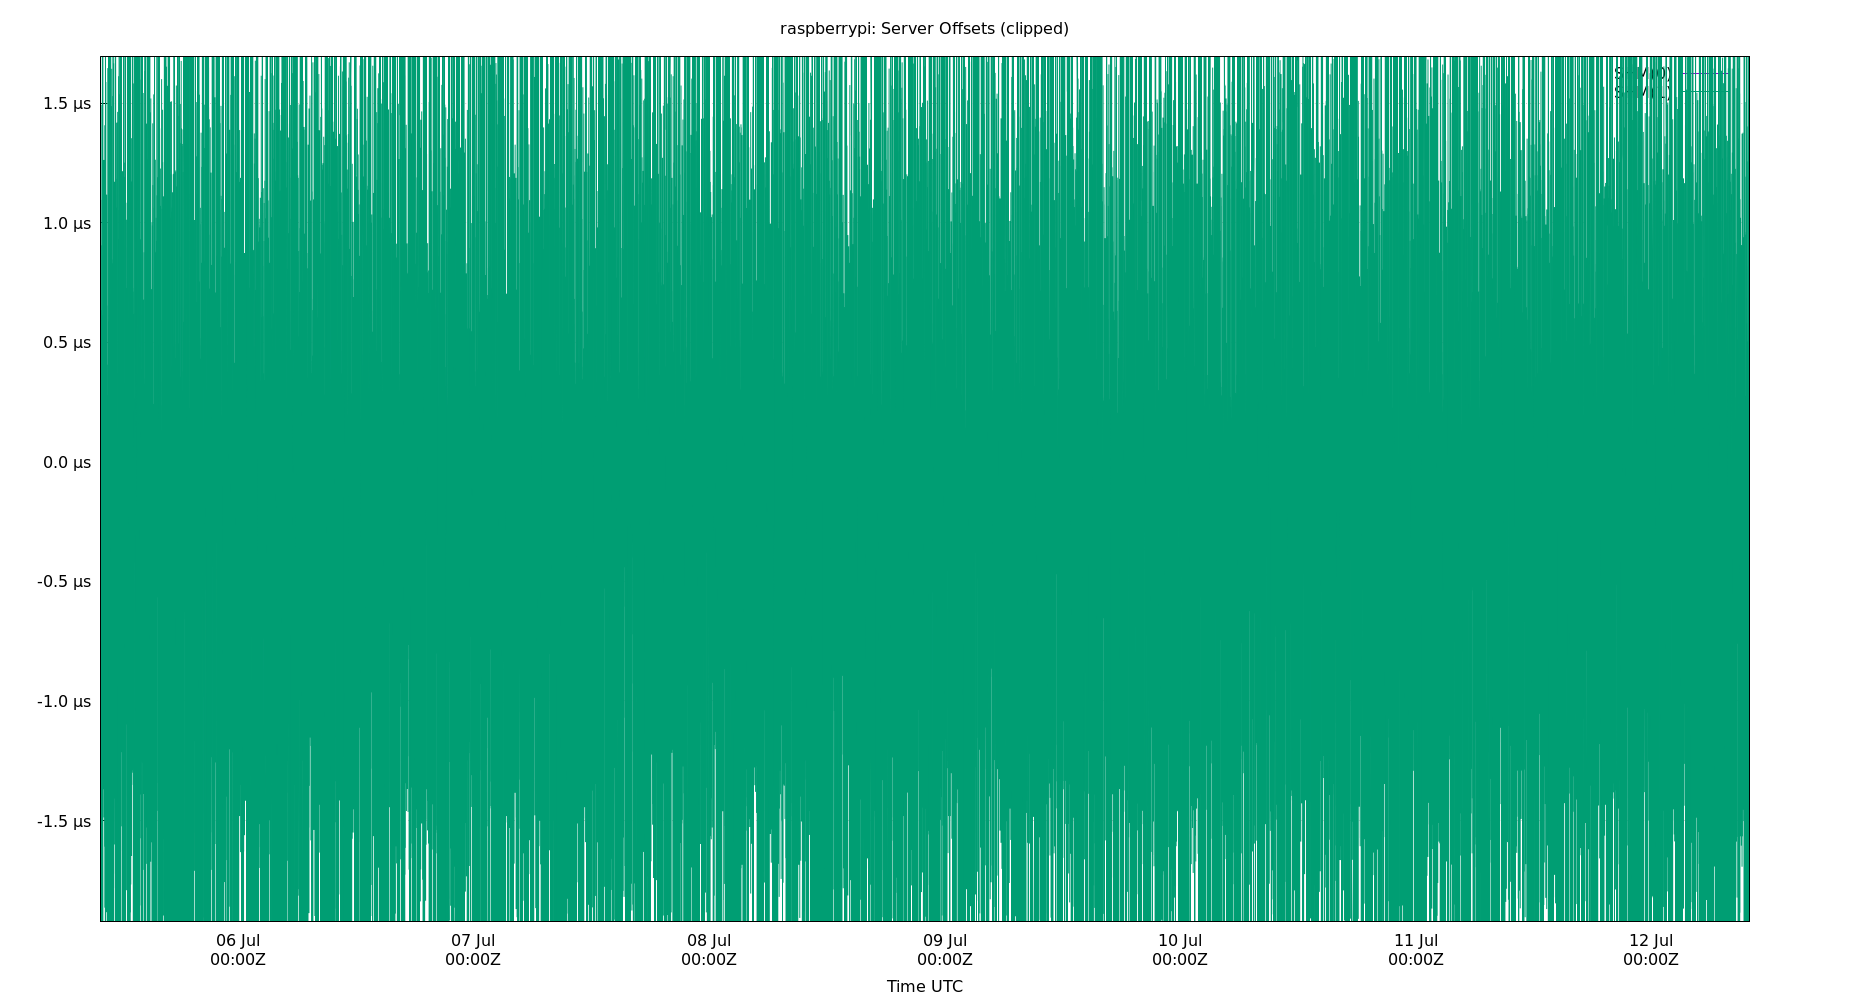 raspberrypi: Server Offsets (clipped)
1.5 µs
1.0 µs
0.5 µs
0.0 µs
-0.5 µs
-1.0 µs
-1.5 µs
06 Jul 07 Jul 08 Jul 09 Jul 10 Jul 11 Jul 12 Jul
00:00Z 00:00Z 00:00Z 00:00Z 00:00Z 00:00Z 00:00Z
Time UTC